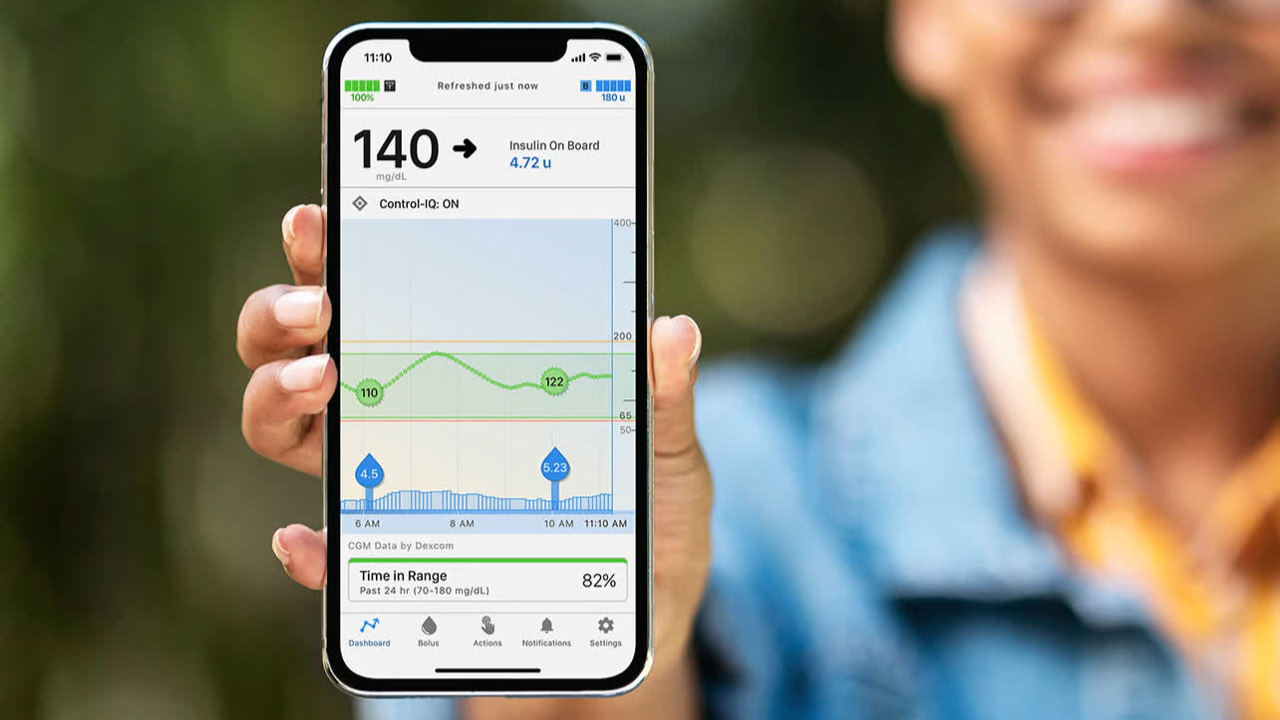 11:10
100%
Refreshed just now
B
180 u
140
mg/dL
Insulin On Board
4.72 u
Control-IQ: ON
400
200
110
122
65
50
4.5
5.23
6 AM
8 AM
10 AM
11:10 AM
CGM Data by Dexcom
Time in Range
82%
Past 24 hr (70-180 mg/dL)
Dashboard
Bolus
Actions
Notifications
Settings